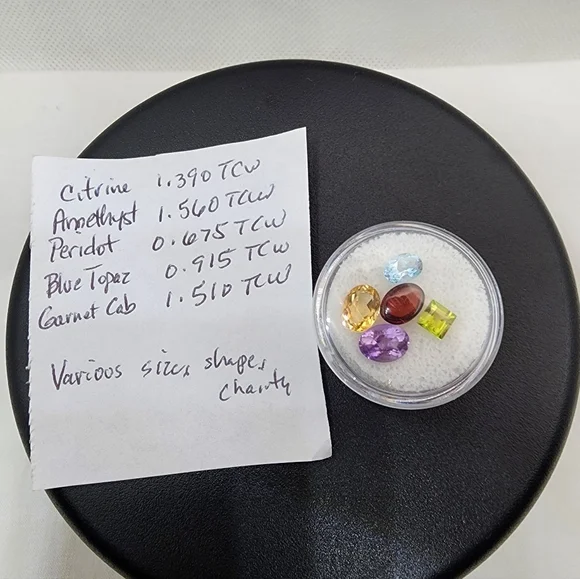 Citrine 1.390 TCW
Amethyst 1.560 TCW
Peridot 0.675 TCW
Blue Topaz 0.915 TCW
Garnet Cab 1.510 TCW
Various sizes, shapes,